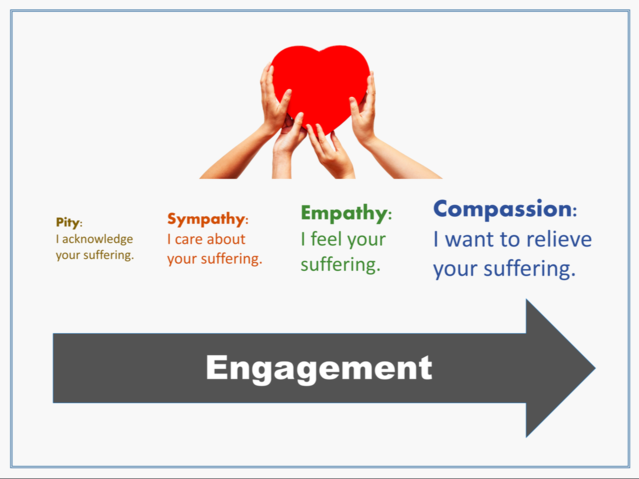 Pity:
I acknowledge
your suffering.
Sympathy:
I care about
your suffering.
Empathy:
I feel your
suffering.
Compassion:
I want to relieve
your suffering.
Engagement